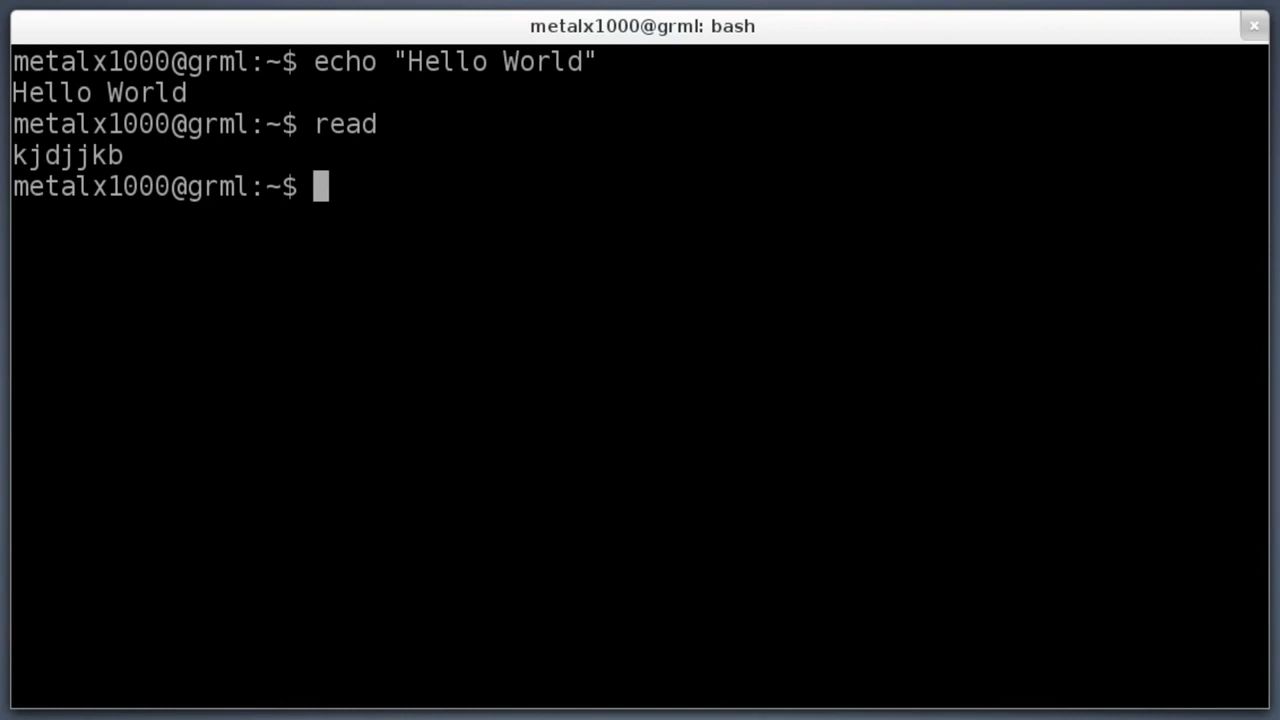 metalx1000@grml: bash
metalx1000@grml:~$ echo "Hello World"
Hello World
metalx1000@grml:~$ read
kjdjjkb
metalx1000@grml:~$